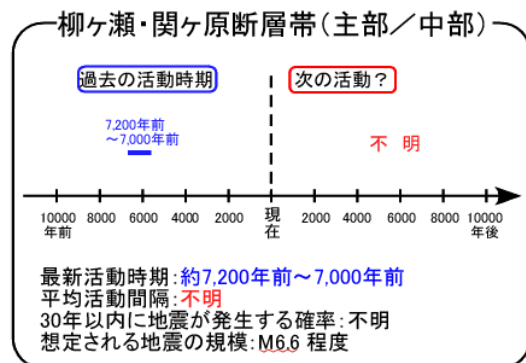 柳ヶ瀬・関ヶ原断層帯(主部/中部)
過去の活動時期
次の活動?
7,200年前
~7,000年前
不 明
10000 8000 6000 4000 2000 現在 2000 4000 6000 8000 10000
年前 年後
最新活動時期:約7,200年前~7,000年前
平均活動間隔:不明
30年以内に地震が発生する確率:不明
想定される地震の規模:M6.6 程度